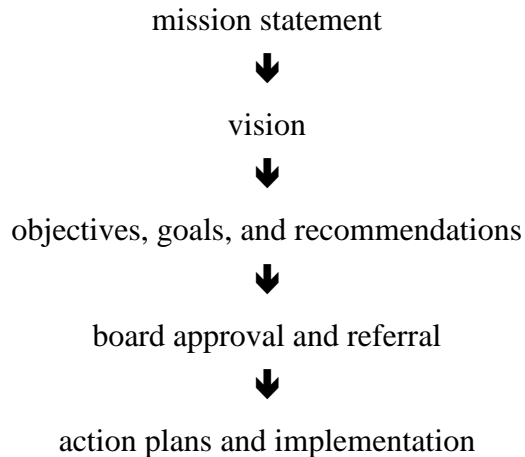 mission statement
vision
objectives, goals, and recommendations
board approval and referral
action plans and implementation